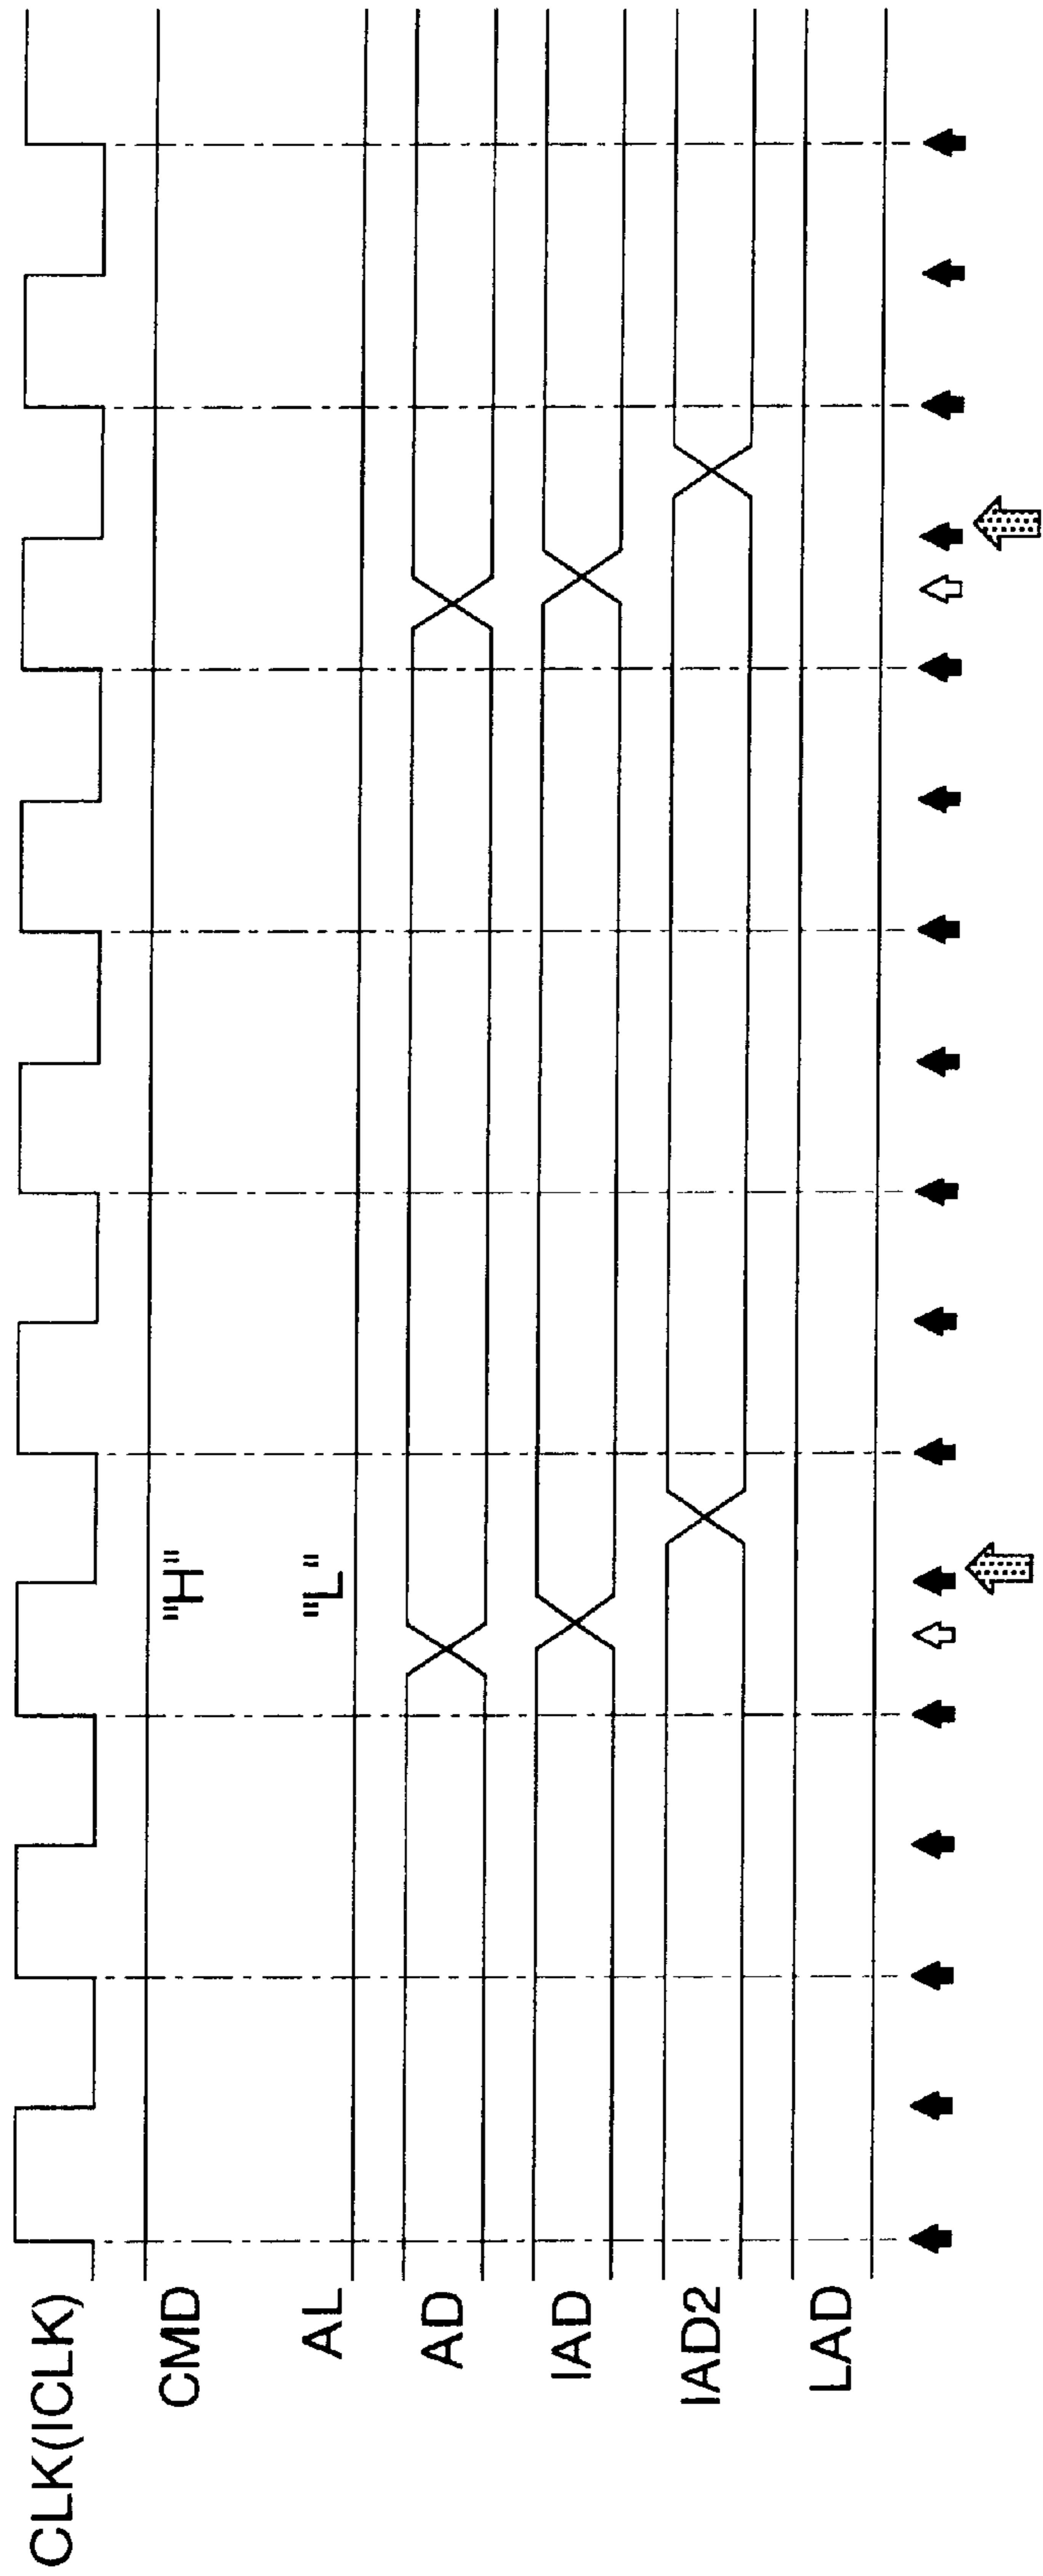 CLK(ICLK)
CMD
"H"
AL
"L"
AD
IAD
IAD2
LAD